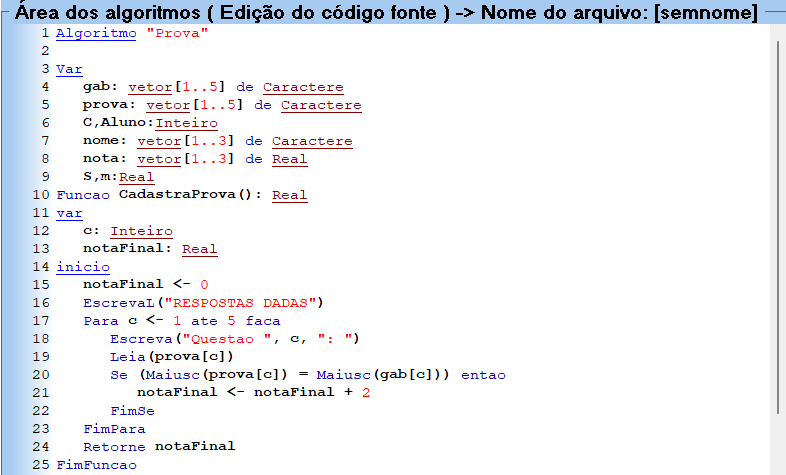 Área dos algoritmos ( Edição do código fonte ) -> Nome do arquivo: [semnome]
1 Algoritmo "Prova"
2
3 Var
4 gab: vetor[1..5] de Caractere
5 prova: vetor[1..5] de Caractere
6 C,Aluno:Inteiro
7 nome: vetor[1..3] de Caractere
8 nota: vetor[1..3] de Real
9 S,m:Real
10 Funcao CadastraProva(): Real
11 var
12 c: Inteiro
13 notaFinal: Real
14 inicio
15 notaFinal <- 0
16 EscrevaL("RESPOSTAS DADAS")
17 Para c <- 1 ate 5 faca
18 Escreva("Questao ", c, ": ")
19 Leia(prova[c])
20 Se (Maiusc(prova[c]) = Maiusc(gab[c])) entao
21 notaFinal <- notaFinal + 2
22 FimSe
23 FimPara
24 Retorne notaFinal
25 FimFuncao